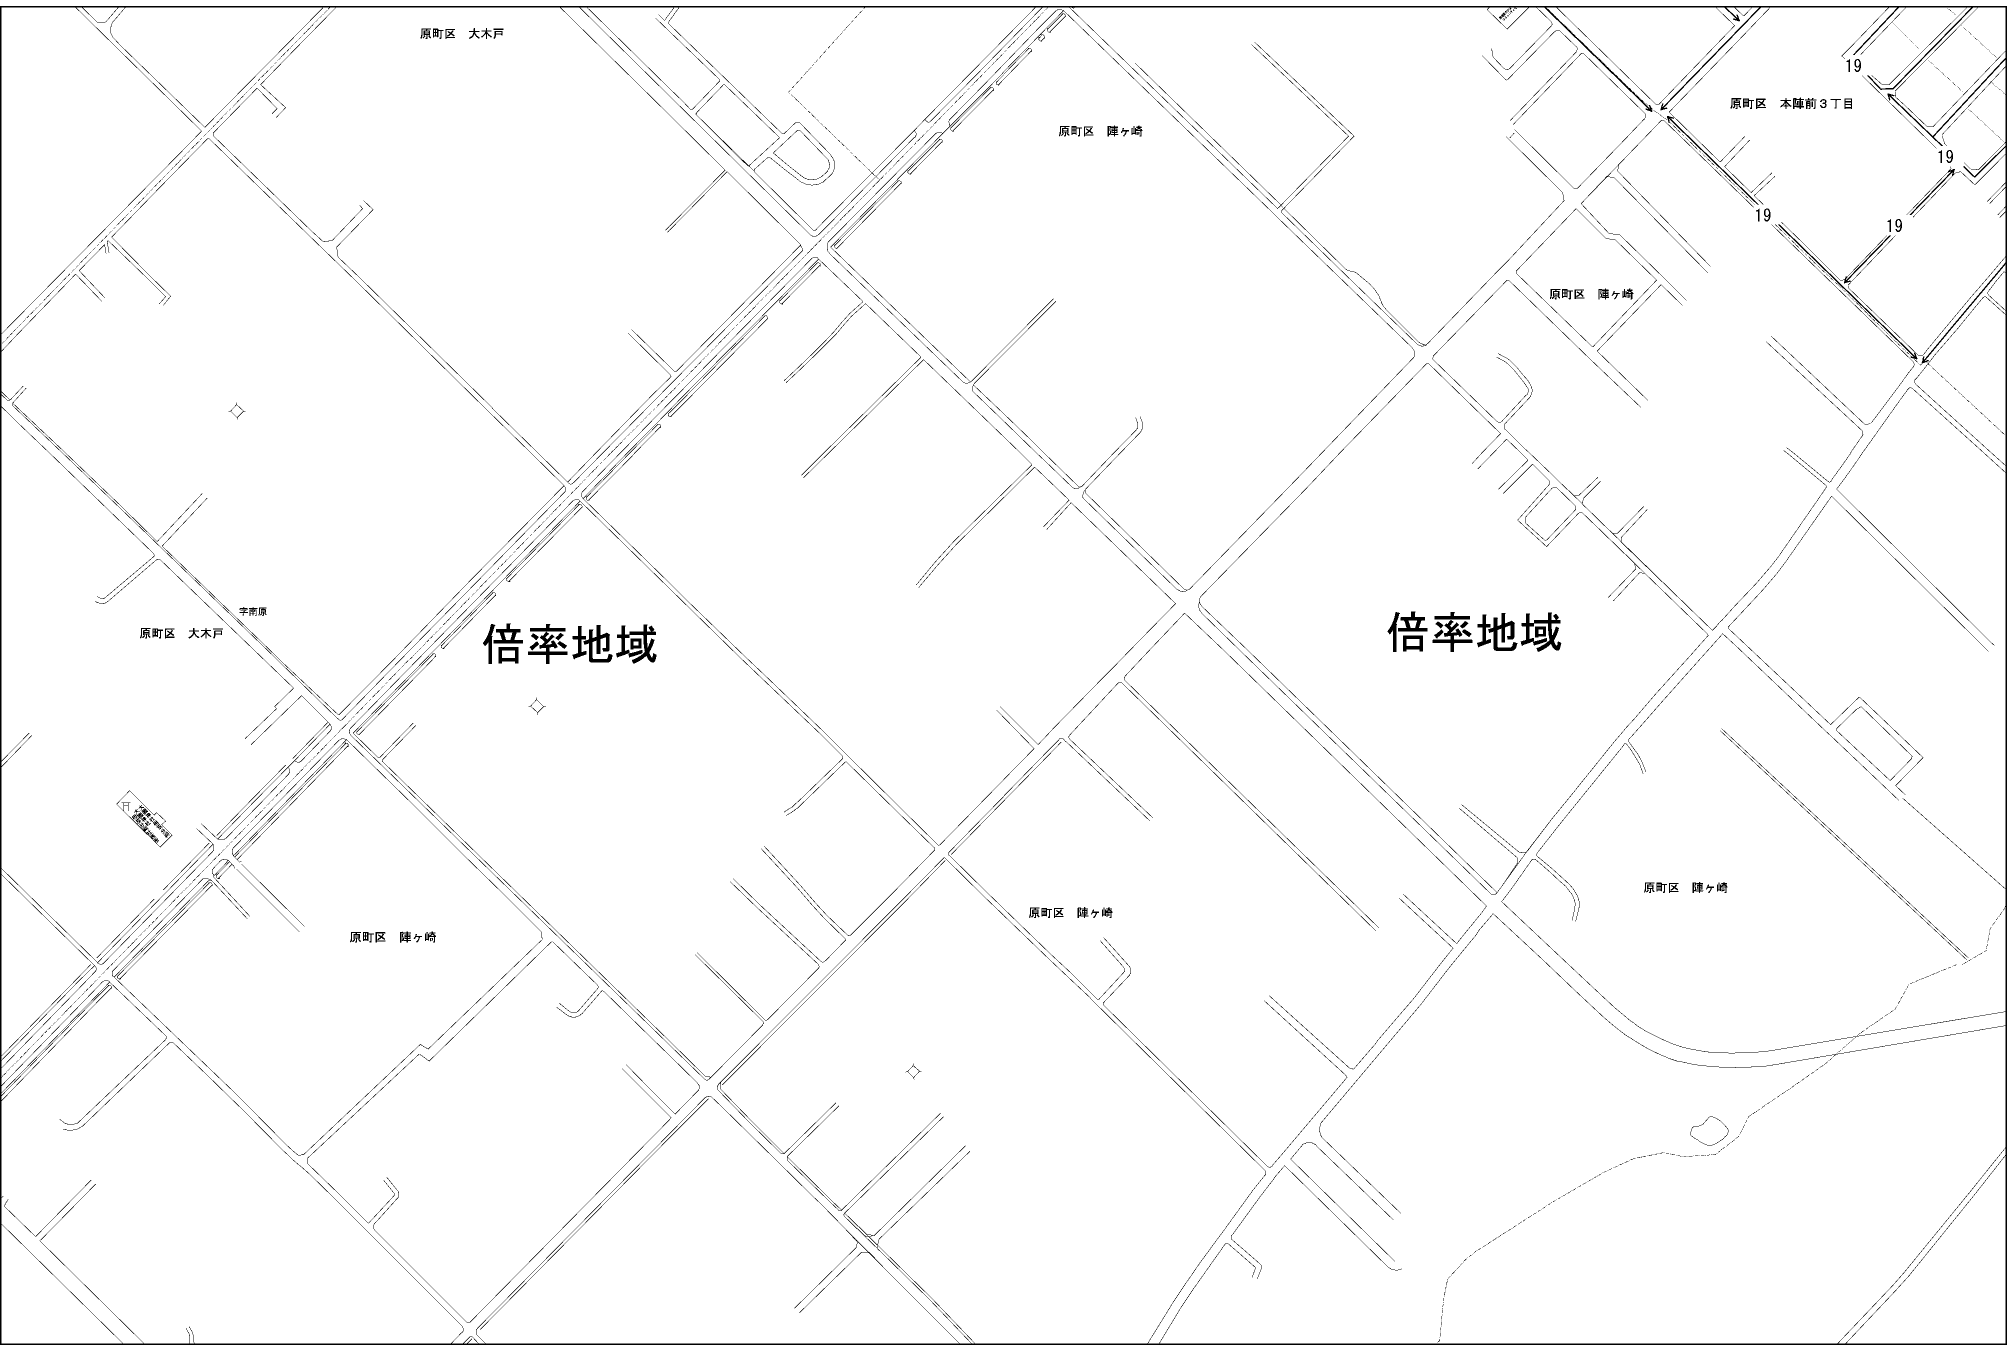 原町区　大木戸
19
原町区　本陣前３丁目
原町区　陣ヶ崎
19
19
19
原町区　陣ヶ崎
字南原
原町区　大木戸
倍率地域
倍率地域
原町区　陣ヶ崎
原町区　陣ヶ崎
原町区　陣ヶ崎